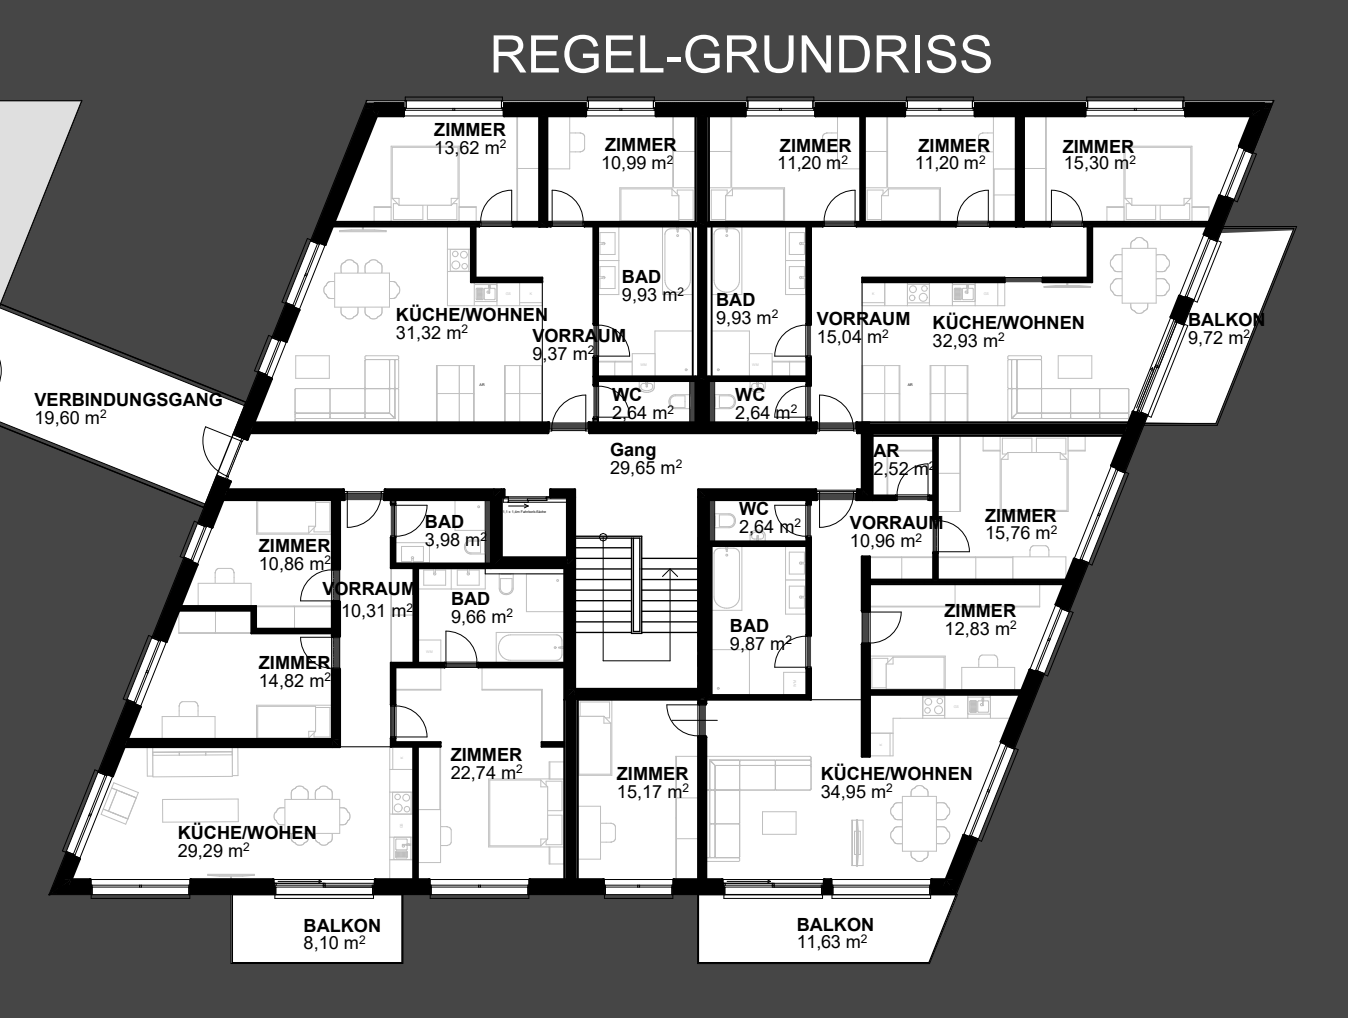 REGEL-GRUNDRISS
ZIMMER
13,62 m²
ZIMMER
10,99 m²
ZIMMER
11,20 m²
ZIMMER
11,20 m²
ZIMMER
15,30 m²
KÜCHE/WOHNEN
31,32 m²
VORRAUM
9,37 m²
BAD
9,93 m²
BAD
9,93 m²
VORRAUM
15,04 m²
KÜCHE/WOHNEN
32,93 m²
BALKON
9,72 m²
WC
2,64 m²
WC
2,64 m²
VERBINDUNGSGANG
19,60 m²
Gang
29,65 m²
AR
2,52 m²
ZIMMER
15,76 m²
WC
2,64 m²
VORRAUM
10,96 m²
BAD
3,98 m²
ZIMMER
10,86 m²
VORRAUM
10,31 m²
BAD
9,66 m²
BAD
9,87 m²
ZIMMER
12,83 m²
ZIMMER
14,82 m²
ZIMMER
22,74 m²
ZIMMER
15,17 m²
KÜCHE/WOHNEN
34,95 m²
KÜCHE/WOHEN
29,29 m²
BALKON
8,10 m²
BALKON
11,63 m²